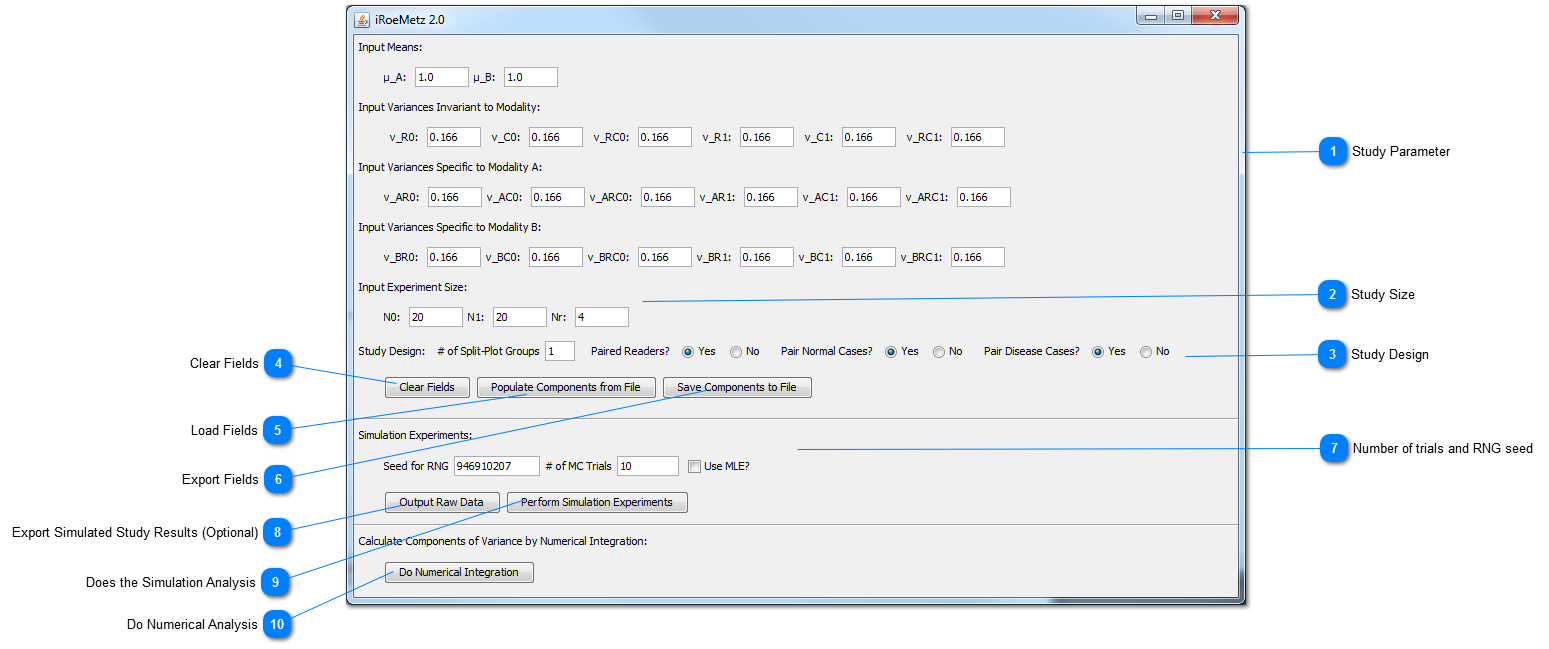 iRoeMetz 2.0
Input Means:
μ_A: 1.0 μ_B: 1.0
Input Variances Invariant to Modality:
v_R0: 0.166 v_C0: 0.166 v_RC0: 0.166 v_R1: 0.166 v_C1: 0.166 v_RC1: 0.166
1 Study Parameter
Input Variances Specific to Modality A:
v_AR0: 0.166 v_AC0: 0.166 v_ARC0: 0.166 v_AR1: 0.166 v_AC1: 0.166 v_ARC1: 0.166
Input Variances Specific to Modality B:
v_BR0: 0.166 v_BC0: 0.166 v_BRC0: 0.166 v_BR1: 0.166 v_BC1: 0.166 v_BRC1: 0.166
Input Experiment Size:
2 Study Size
N0: 20 N1: 20 Nr: 4
Study Design: # of Split-Plot Groups 1 Paired Readers? Yes No Pair Normal Cases? Yes No Pair Disease Cases? Yes No
3 Study Design
Clear Fields 4
Clear Fields Populate Components from File Save Components to File
Load Fields 5
Simulation Experiments:
7 Number of trials and RNG seed
Seed for RNG 946910207 # of MC Trials 10 Use MLE?
Export Fields 6
Output Raw Data Perform Simulation Experiments
Export Simulated Study Results (Optional) 8
Calculate Components of Variance by Numerical Integration:
Do Numerical Integration
Does the Simulation Analysis 9
Do Numerical Analysis 10